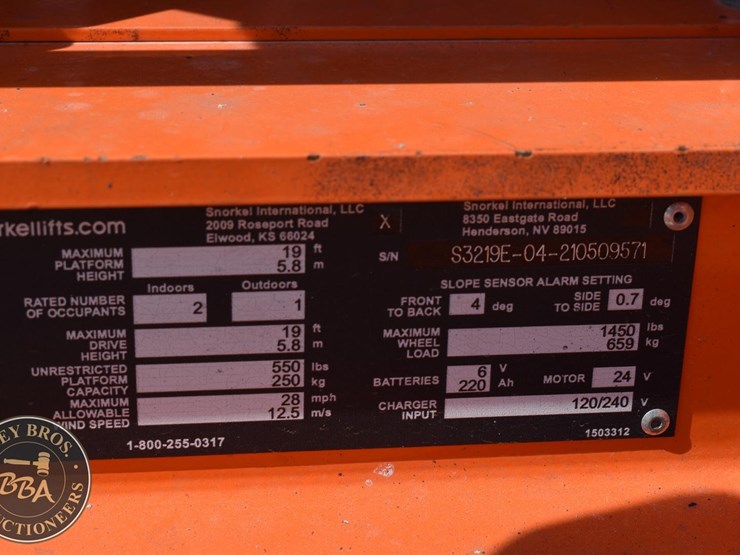 rkellifts.com
Snorkel International, LLC
2009 Roseport Road
Elwood, KS 66024
X
Snorkel International, LLC
8350 Eastgate Road
Henderson, NV 89015
MAXIMUM
PLATFORM
HEIGHT
19 ft
5.8 m
Indoors
Outdoors
RATED NUMBER
OF OCCUPANTS
2
1
MAXIMUM
DRIVE
HEIGHT
19 ft
5.8 m
UNRESTRICTED
PLATFORM
CAPACITY
550 lbs
250 kg
MAXIMUM
ALLOWABLE
WIND SPEED
28 mph
12.5 m/s
1-800-255-0317
S/N
S3219E-04-210509571
SLOPE SENSOR ALARM SETTING
FRONT
TO BACK
4 deg
SIDE
TO SIDE
0.7 deg
MAXIMUM
WHEEL
LOAD
1450 lbs
659 kg
BATTERIES
6 V
220 Ah
MOTOR 24 V
CHARGER
INPUT
120/240 V
1503312
EY BROS.
BBA
UCTIONEERS